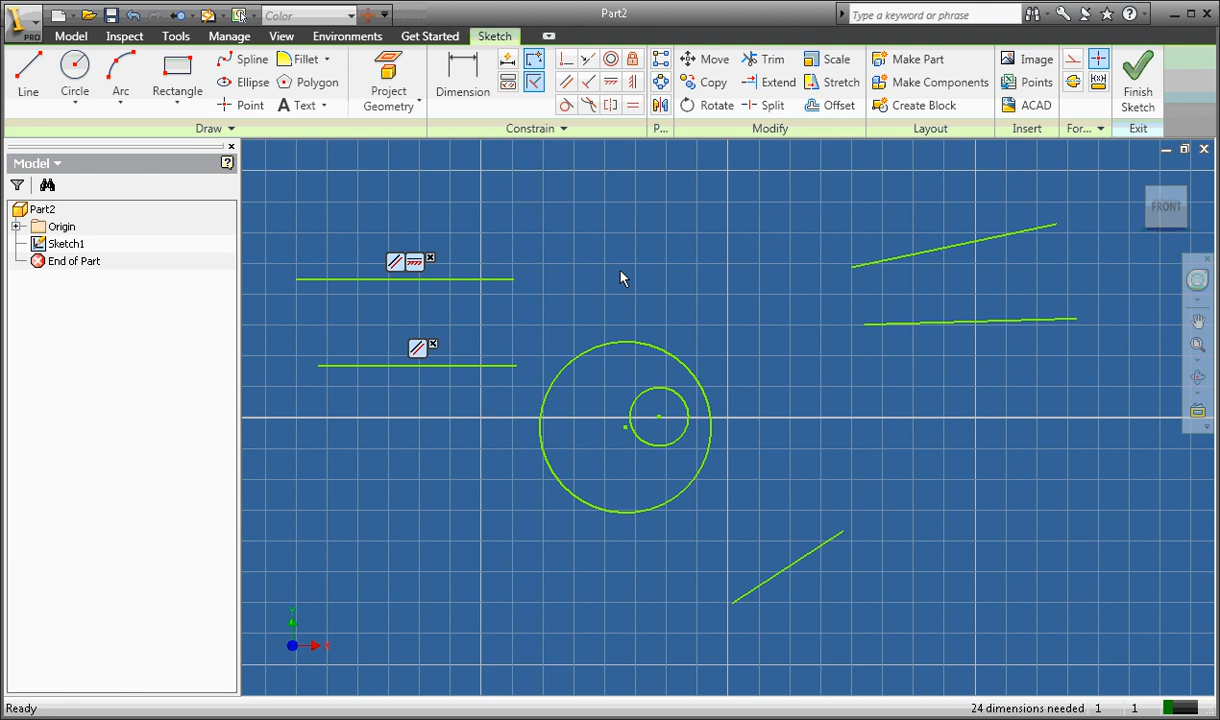 PRO
Color
Part2
Type a keyword or phrase
Model Inspect Tools Manage View Environments Get Started Sketch
Line Circle Arc Rectangle
Spline Fillet
Ellipse Polygon
Point Text
Project Geometry
Dimension
Move Trim Scale
Copy Extend Stretch
Rotate Split Offset
Make Part
Make Components
Create Block
Image
Points
ACAD
Finish Sketch
Draw Constrain P... Modify Layout Insert For... Exit
Model
Part2
Origin
Sketch1
End of Part
FRONT
Y
X
Ready
24 dimensions needed 1 1